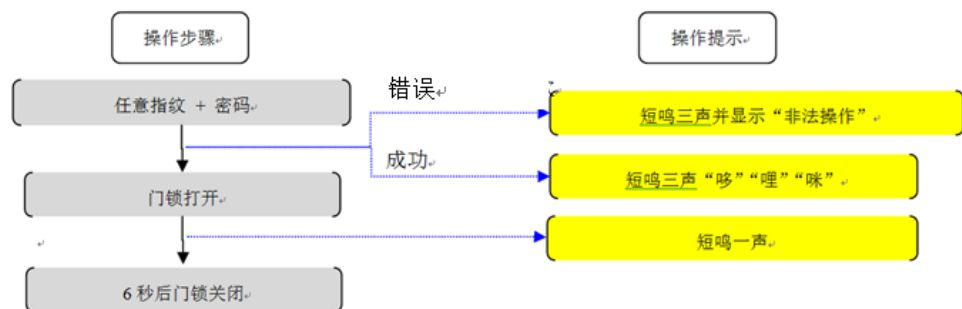 操作步骤
操作提示
任意指纹 + 密码
错误
短鸣三声并显示“非法操作”
成功
门锁打开
短鸣三声“哆”“哩”“咪”
短鸣一声
6 秒后门锁关闭